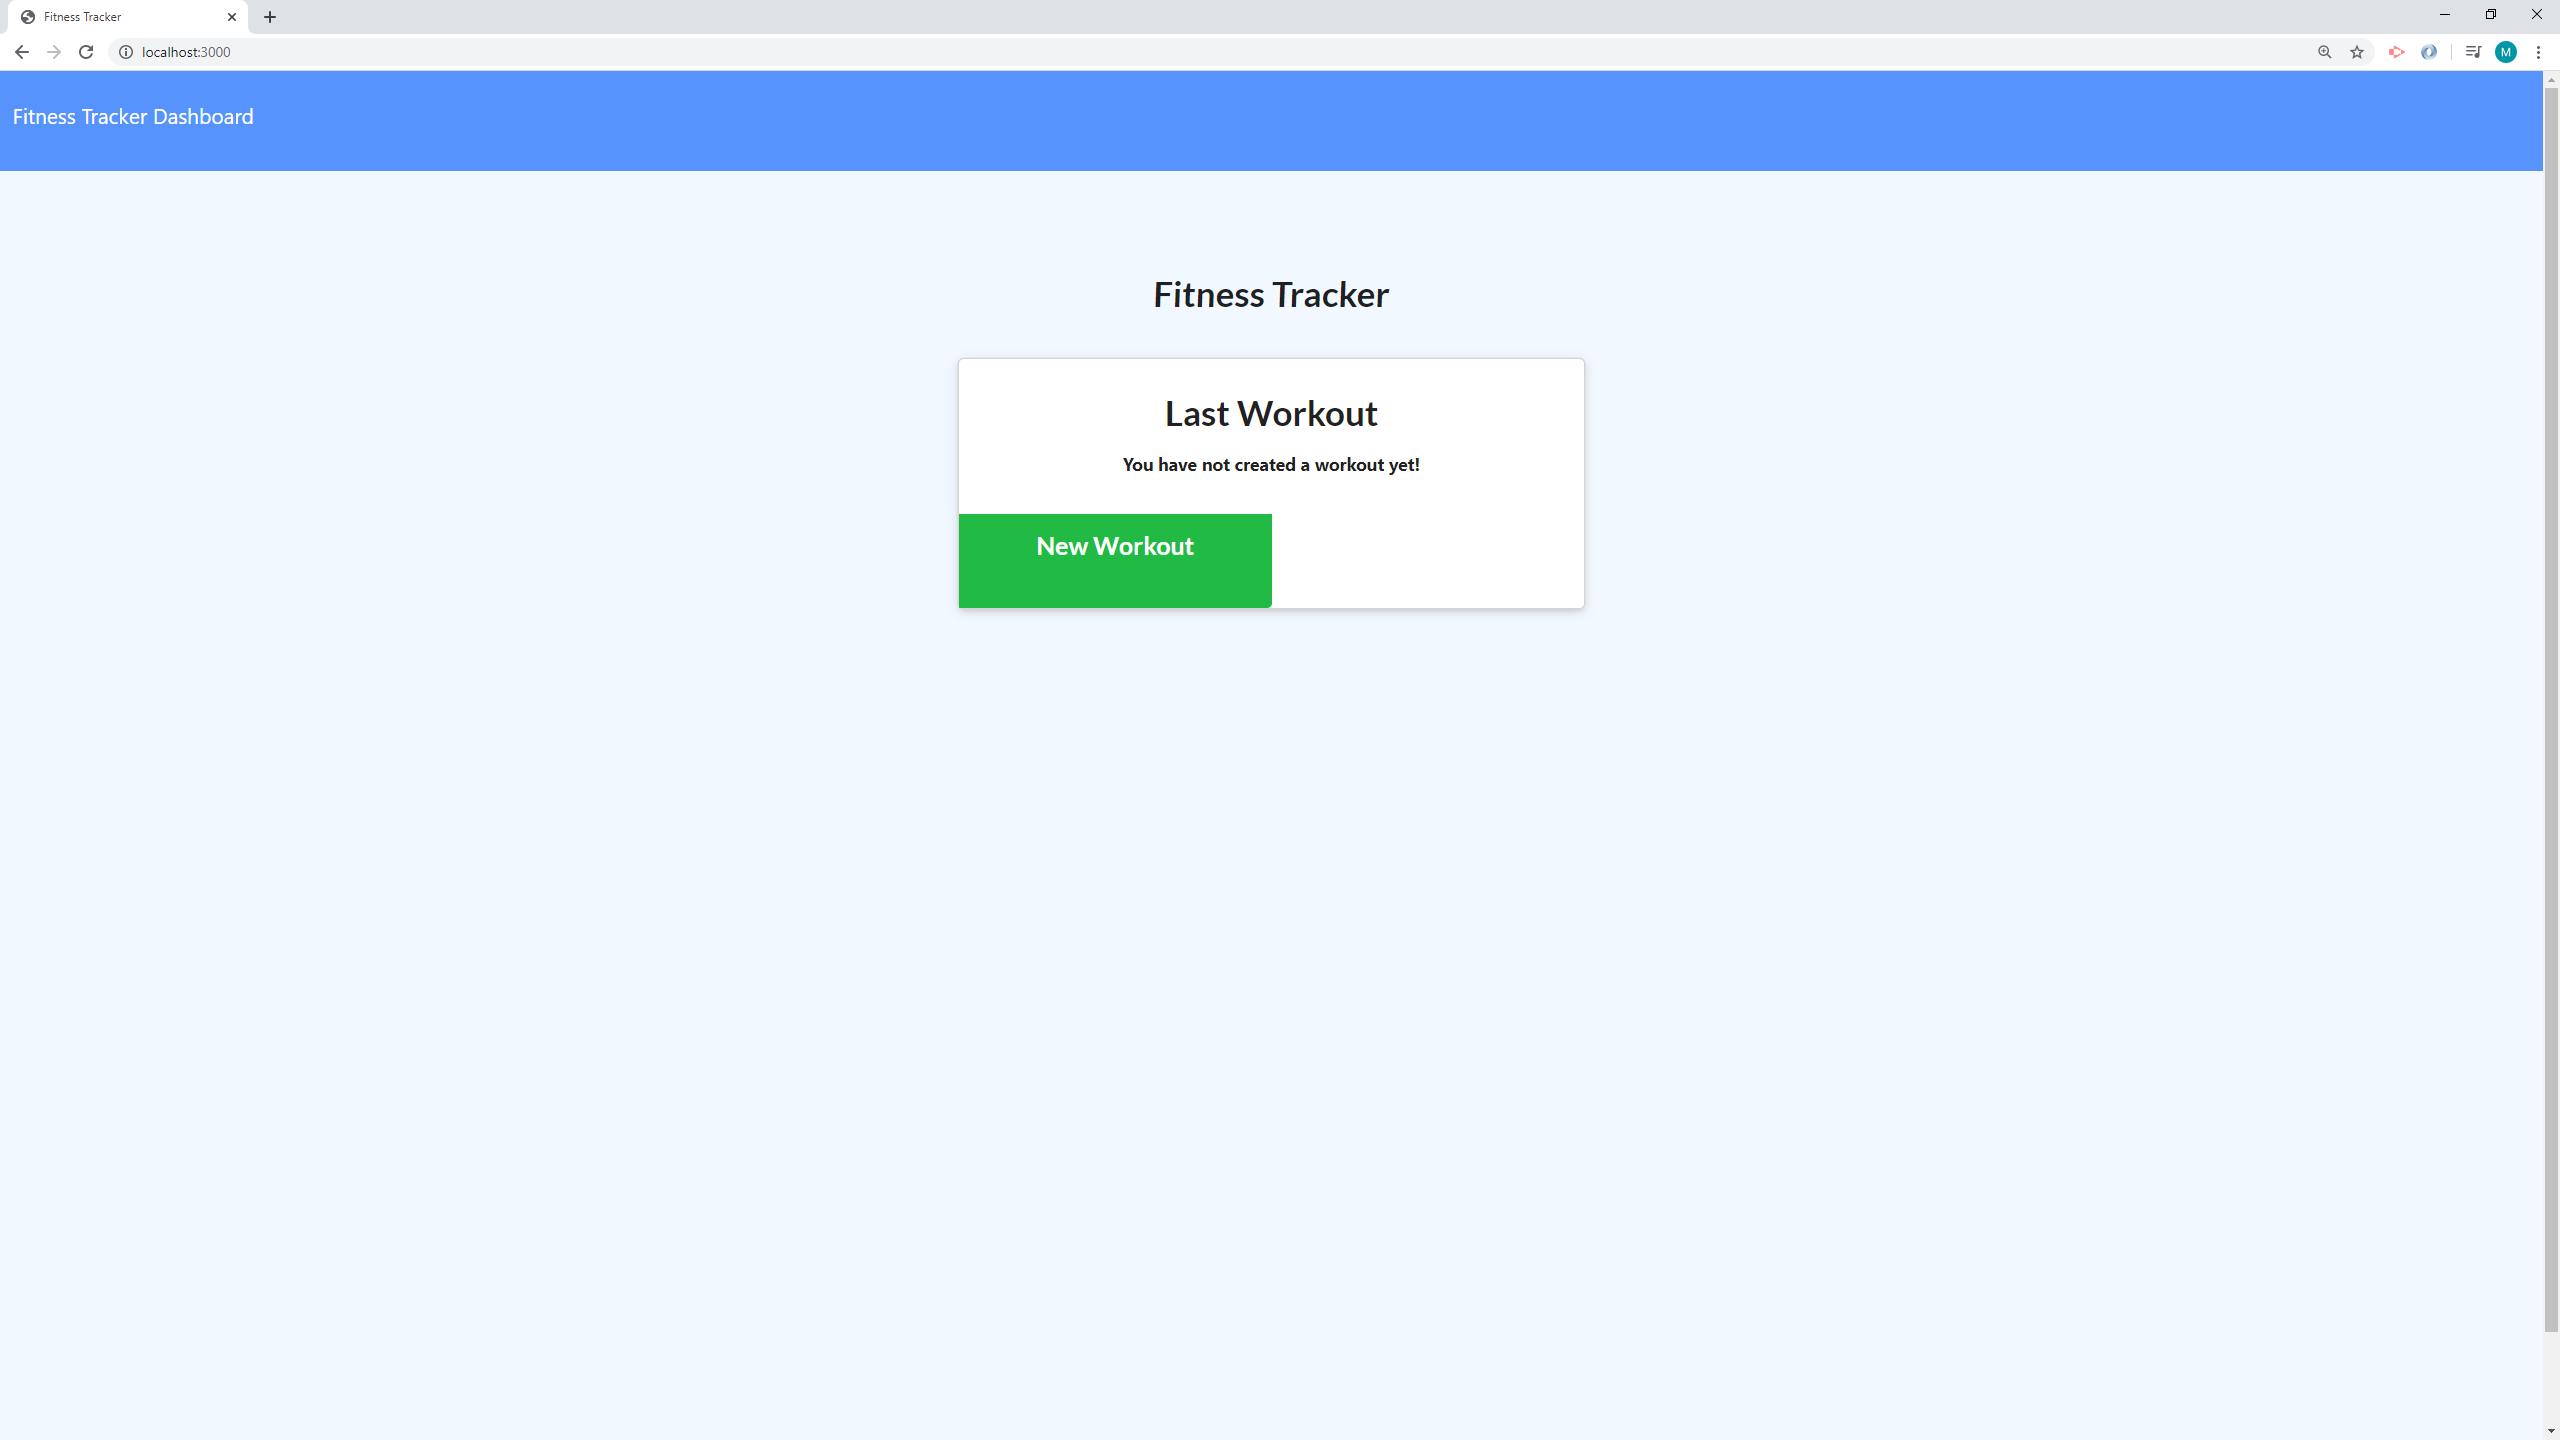 Fitness Tracker
localhost:3000
M
Fitness Tracker Dashboard
Fitness Tracker
Last Workout
You have not created a workout yet!
New Workout